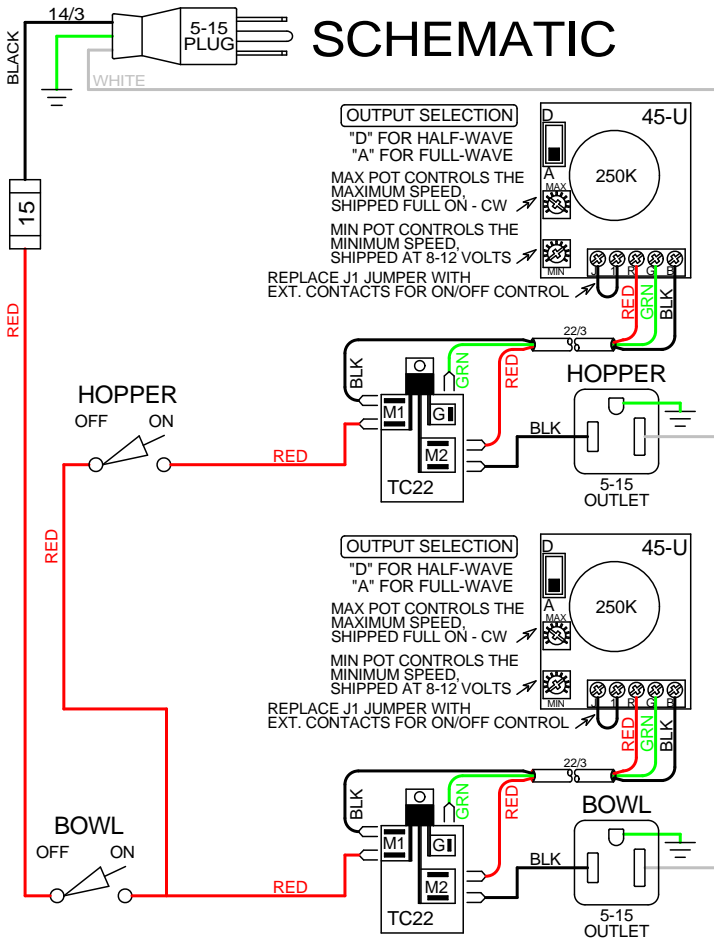 14/3
5-15
PLUG
SCHEMATIC
BLACK
WHITE
15
RED
OUTPUT SELECTION
"D" FOR HALF-WAVE
"A" FOR FULL-WAVE
MAX POT CONTROLS THE
MAXIMUM SPEED,
SHIPPED FULL ON - CW
MIN POT CONTROLS THE
MINIMUM SPEED,
SHIPPED AT 8-12 VOLTS
REPLACE J1 JUMPER WITH
EXT. CONTACTS FOR ON/OFF CONTROL
D
45-U
A
MAX
250K
MIN
J 1 R G B
RED
GRN
BLK
22/3
BLK
GRN
RED
HOPPER
OFF ON
RED
RED
M1
G
M2
TC22
BLK
HOPPER
5-15
OUTLET
OUTPUT SELECTION
"D" FOR HALF-WAVE
"A" FOR FULL-WAVE
MAX POT CONTROLS THE
MAXIMUM SPEED,
SHIPPED FULL ON - CW
MIN POT CONTROLS THE
MINIMUM SPEED,
SHIPPED AT 8-12 VOLTS
REPLACE J1 JUMPER WITH
EXT. CONTACTS FOR ON/OFF CONTROL
D
45-U
A
MAX
250K
MIN
J 1 R G B
RED
GRN
BLK
22/3
BLK
GRN
RED
BOWL
OFF ON
RED
M1
G
M2
TC22
BLK
BOWL
5-15
OUTLET